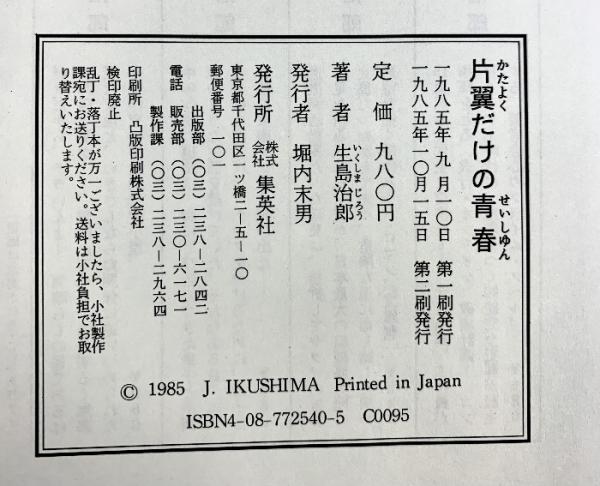 片翼だけの青春
かたよく
せいしゅん
一九八五年 九 月一〇日 第一刷発行
一九八五年一〇月一五日 第二刷発行
定 価 九八〇円
著 者 生島治郎
いくしま じろう
発行者 堀内末男
発行所 株式会社 集英社
東京都千代田区一ツ橋二―五―一〇
郵便番号 一〇一
出版部 (〇三) 二三八―二八四二
電話 販売部 (〇三) 二三〇―六一七一
製作課 (〇三) 二三八―二九六四
印刷所 凸版印刷株式会社
検印廃止
乱丁・落丁本が万一ございましたら、小社製作
課宛にお送りください。送料は小社負担でお取
り替えいたします。
© 1985 J. IKUSHIMA Printed in Japan
ISBN4-08-772540-5 C0095